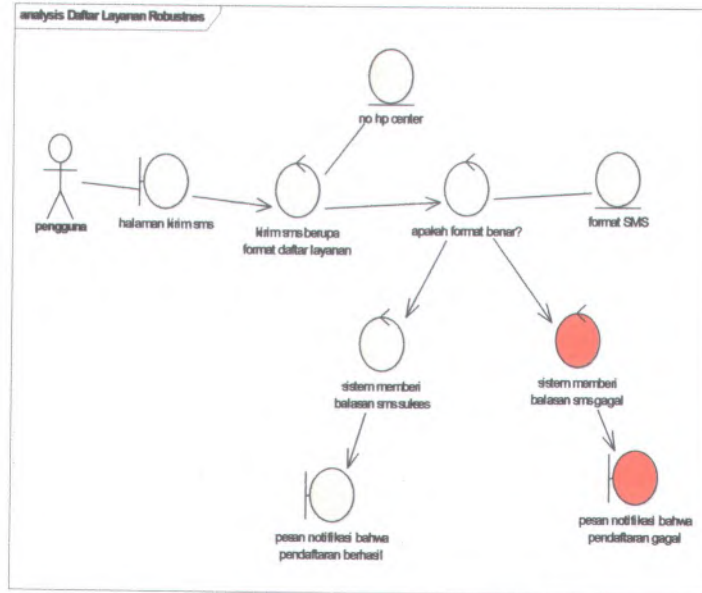 analysis Daftar Layanan Robustnes
no hp center
pengguna
halaman kirim sms
kirim sms berupa
format daftar layanan
apakah format benar?
format SMS
sistem memberi
balasan sms sukses
sistem memberi
balasan sms gagal
pesan notifikasi bahwa
pendaftaran berhasil
pesan notifikasi bahwa
pendaftaran gagal